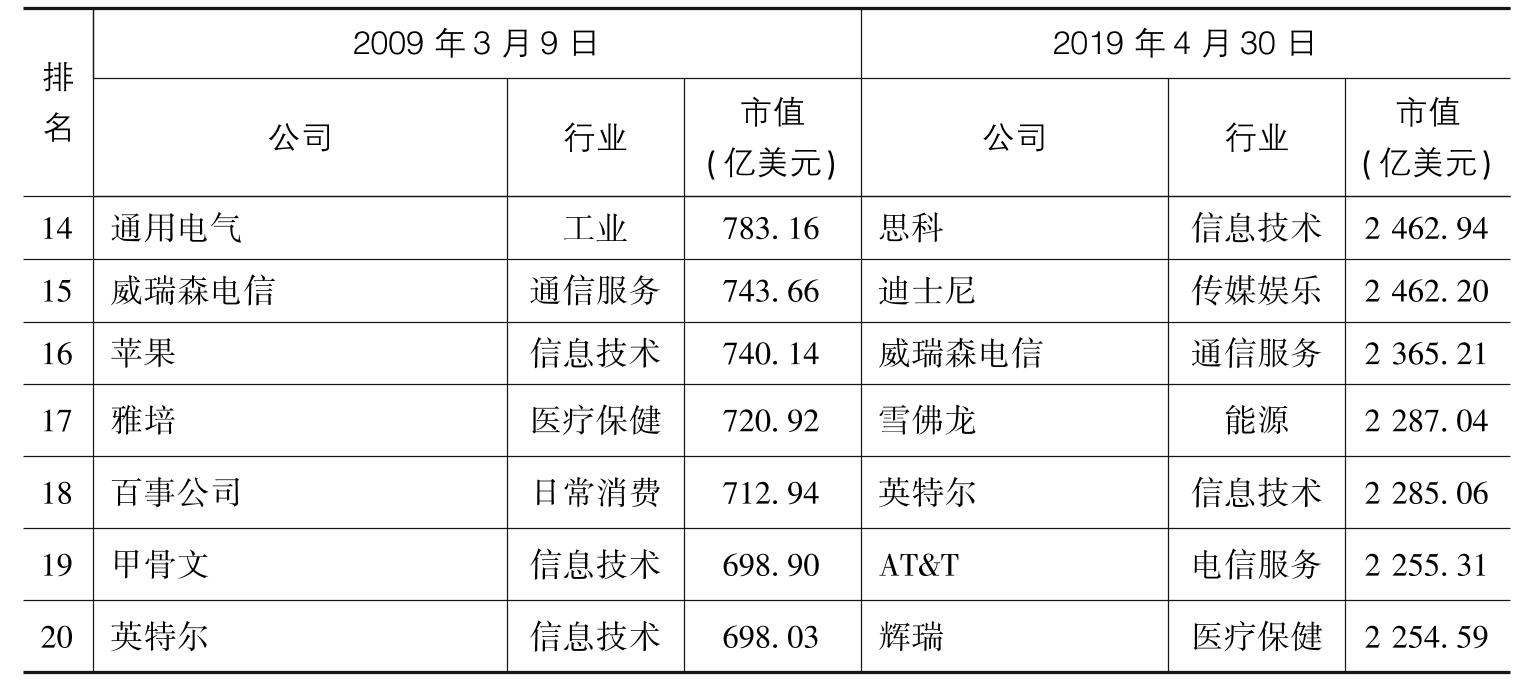 排名 2009 年 3 月 9 日 2019 年 4 月 30 日
公司 行业 市值(亿美元) 公司 行业 市值(亿美元)
14 通用电气 工业 783.16 思科 信息技术 2 462.94
15 威瑞森电信 通信服务 743.66 迪士尼 传媒娱乐 2 462.20
16 苹果 信息技术 740.14 威瑞森电信 通信服务 2 365.21
17 雅培 医疗保健 720.92 雪佛龙 能源 2 287.04
18 百事公司 日常消费 712.94 英特尔 信息技术 2 285.06
19 甲骨文 信息技术 698.90 AT&T 电信服务 2 255.31
20 英特尔 信息技术 698.03 辉瑞 医疗保健 2 254.59